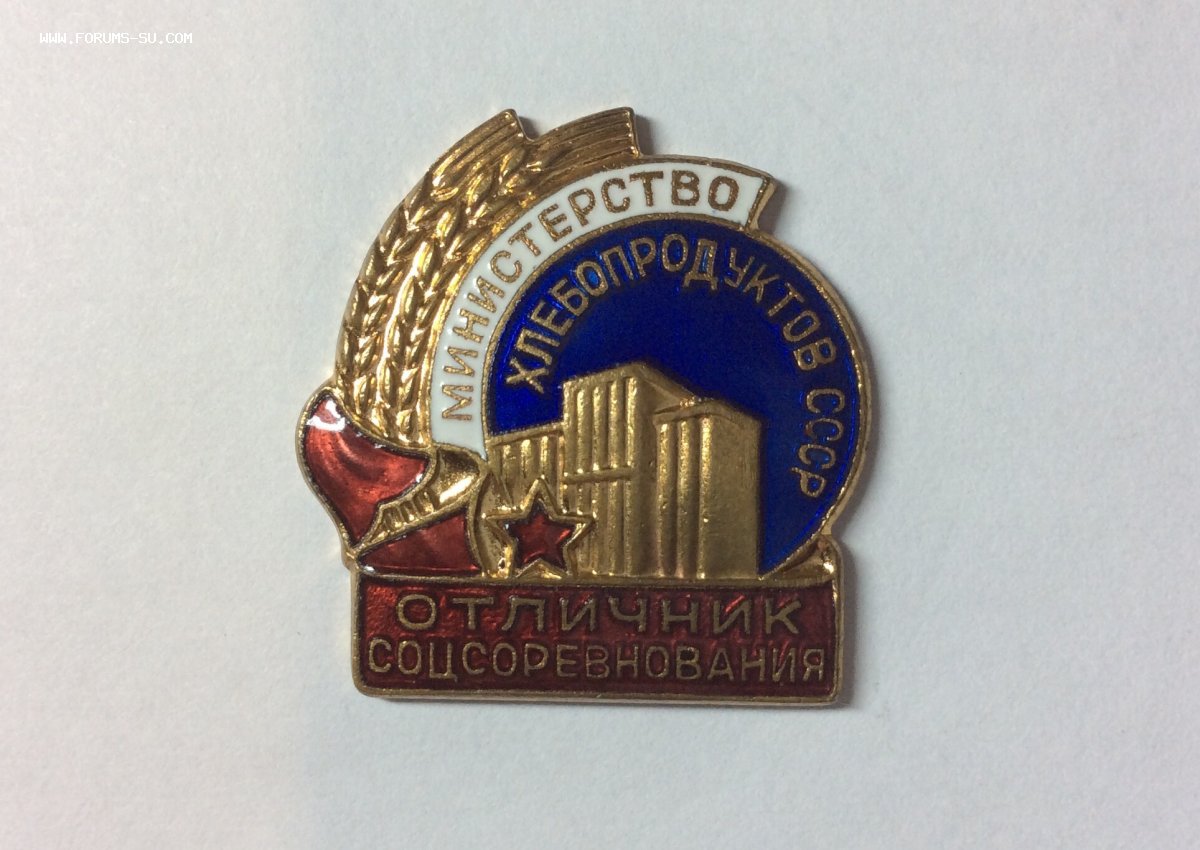 WWW.FORUMS-SU.COM
МИНИСТЕРСТВО
ХЛЕБОПРОДУКТОВ СССР
ОТЛИЧНИК
СОЦСОРЕВНОВАНИЯ